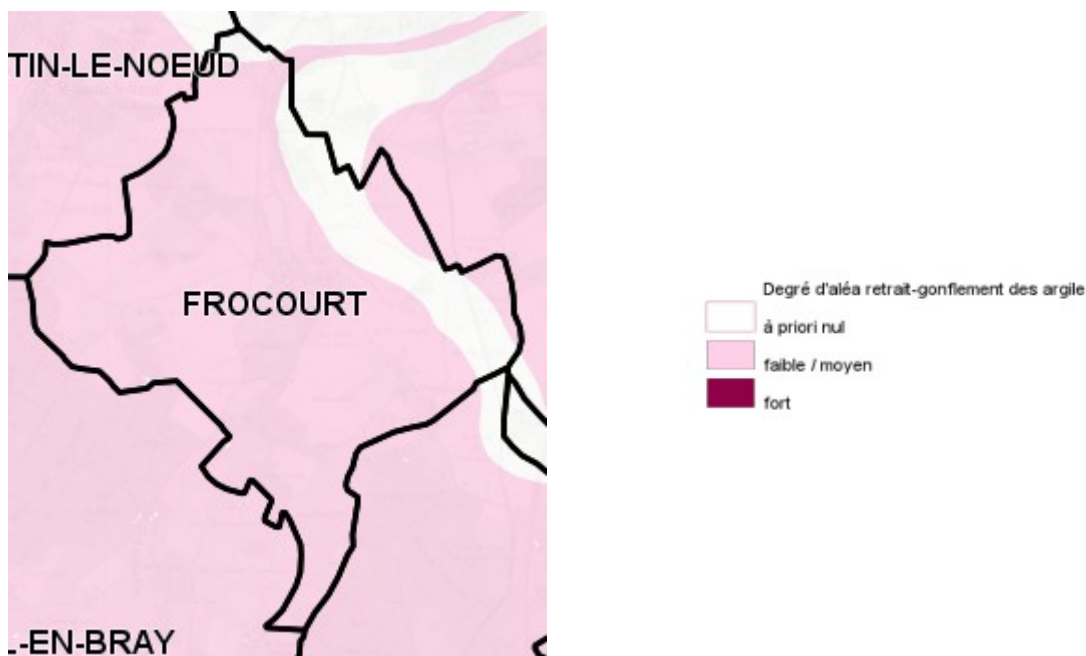 TIN-LE-NOEUD
FROCOURT
-EN-BRAY
Degré d'aléa retrait-gonflement des argile
à priori nul
faible / moyen
fort